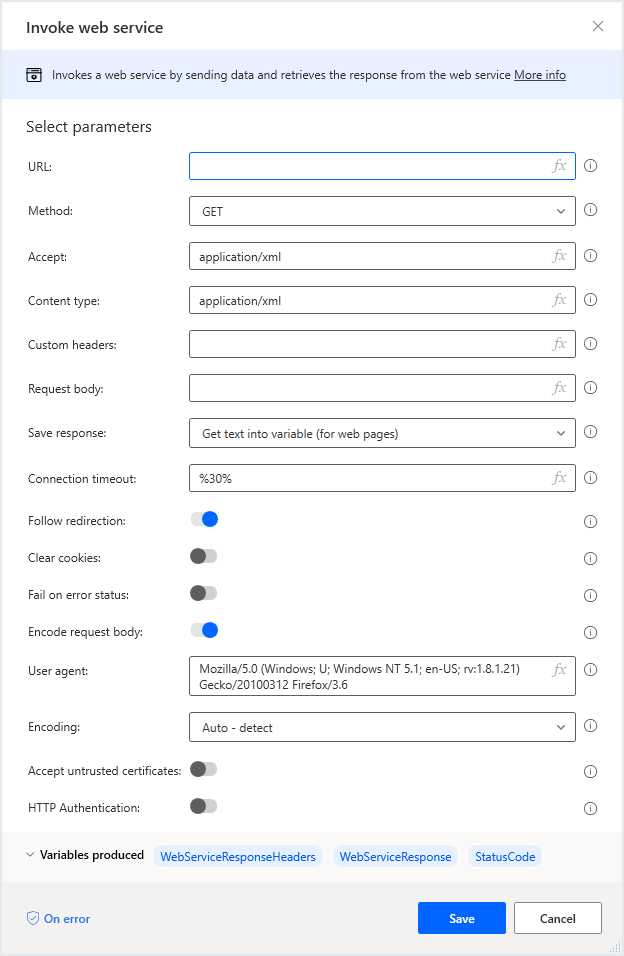 Invoke web service
Invokes a web service by sending data and retrieves the response from the web service More info
Select parameters
URL: fx
Method: GET
Accept: application/xml fx
Content type: application/xml fx
Custom headers: fx
Request body: fx
Save response: Get text into variable (for web pages)
Connection timeout: %30% fx
Follow redirection:
Clear cookies:
Fail on error status:
Encode request body:
User agent: Mozilla/5.0 (Windows; U; Windows NT 5.1; en-US; rv:1.8.1.21) fx
Gecko/20100312 Firefox/3.6
Encoding: Auto - detect
Accept untrusted certificates:
HTTP Authentication:
Variables produced WebServiceResponseHeaders WebServiceResponse StatusCode
On error Save Cancel